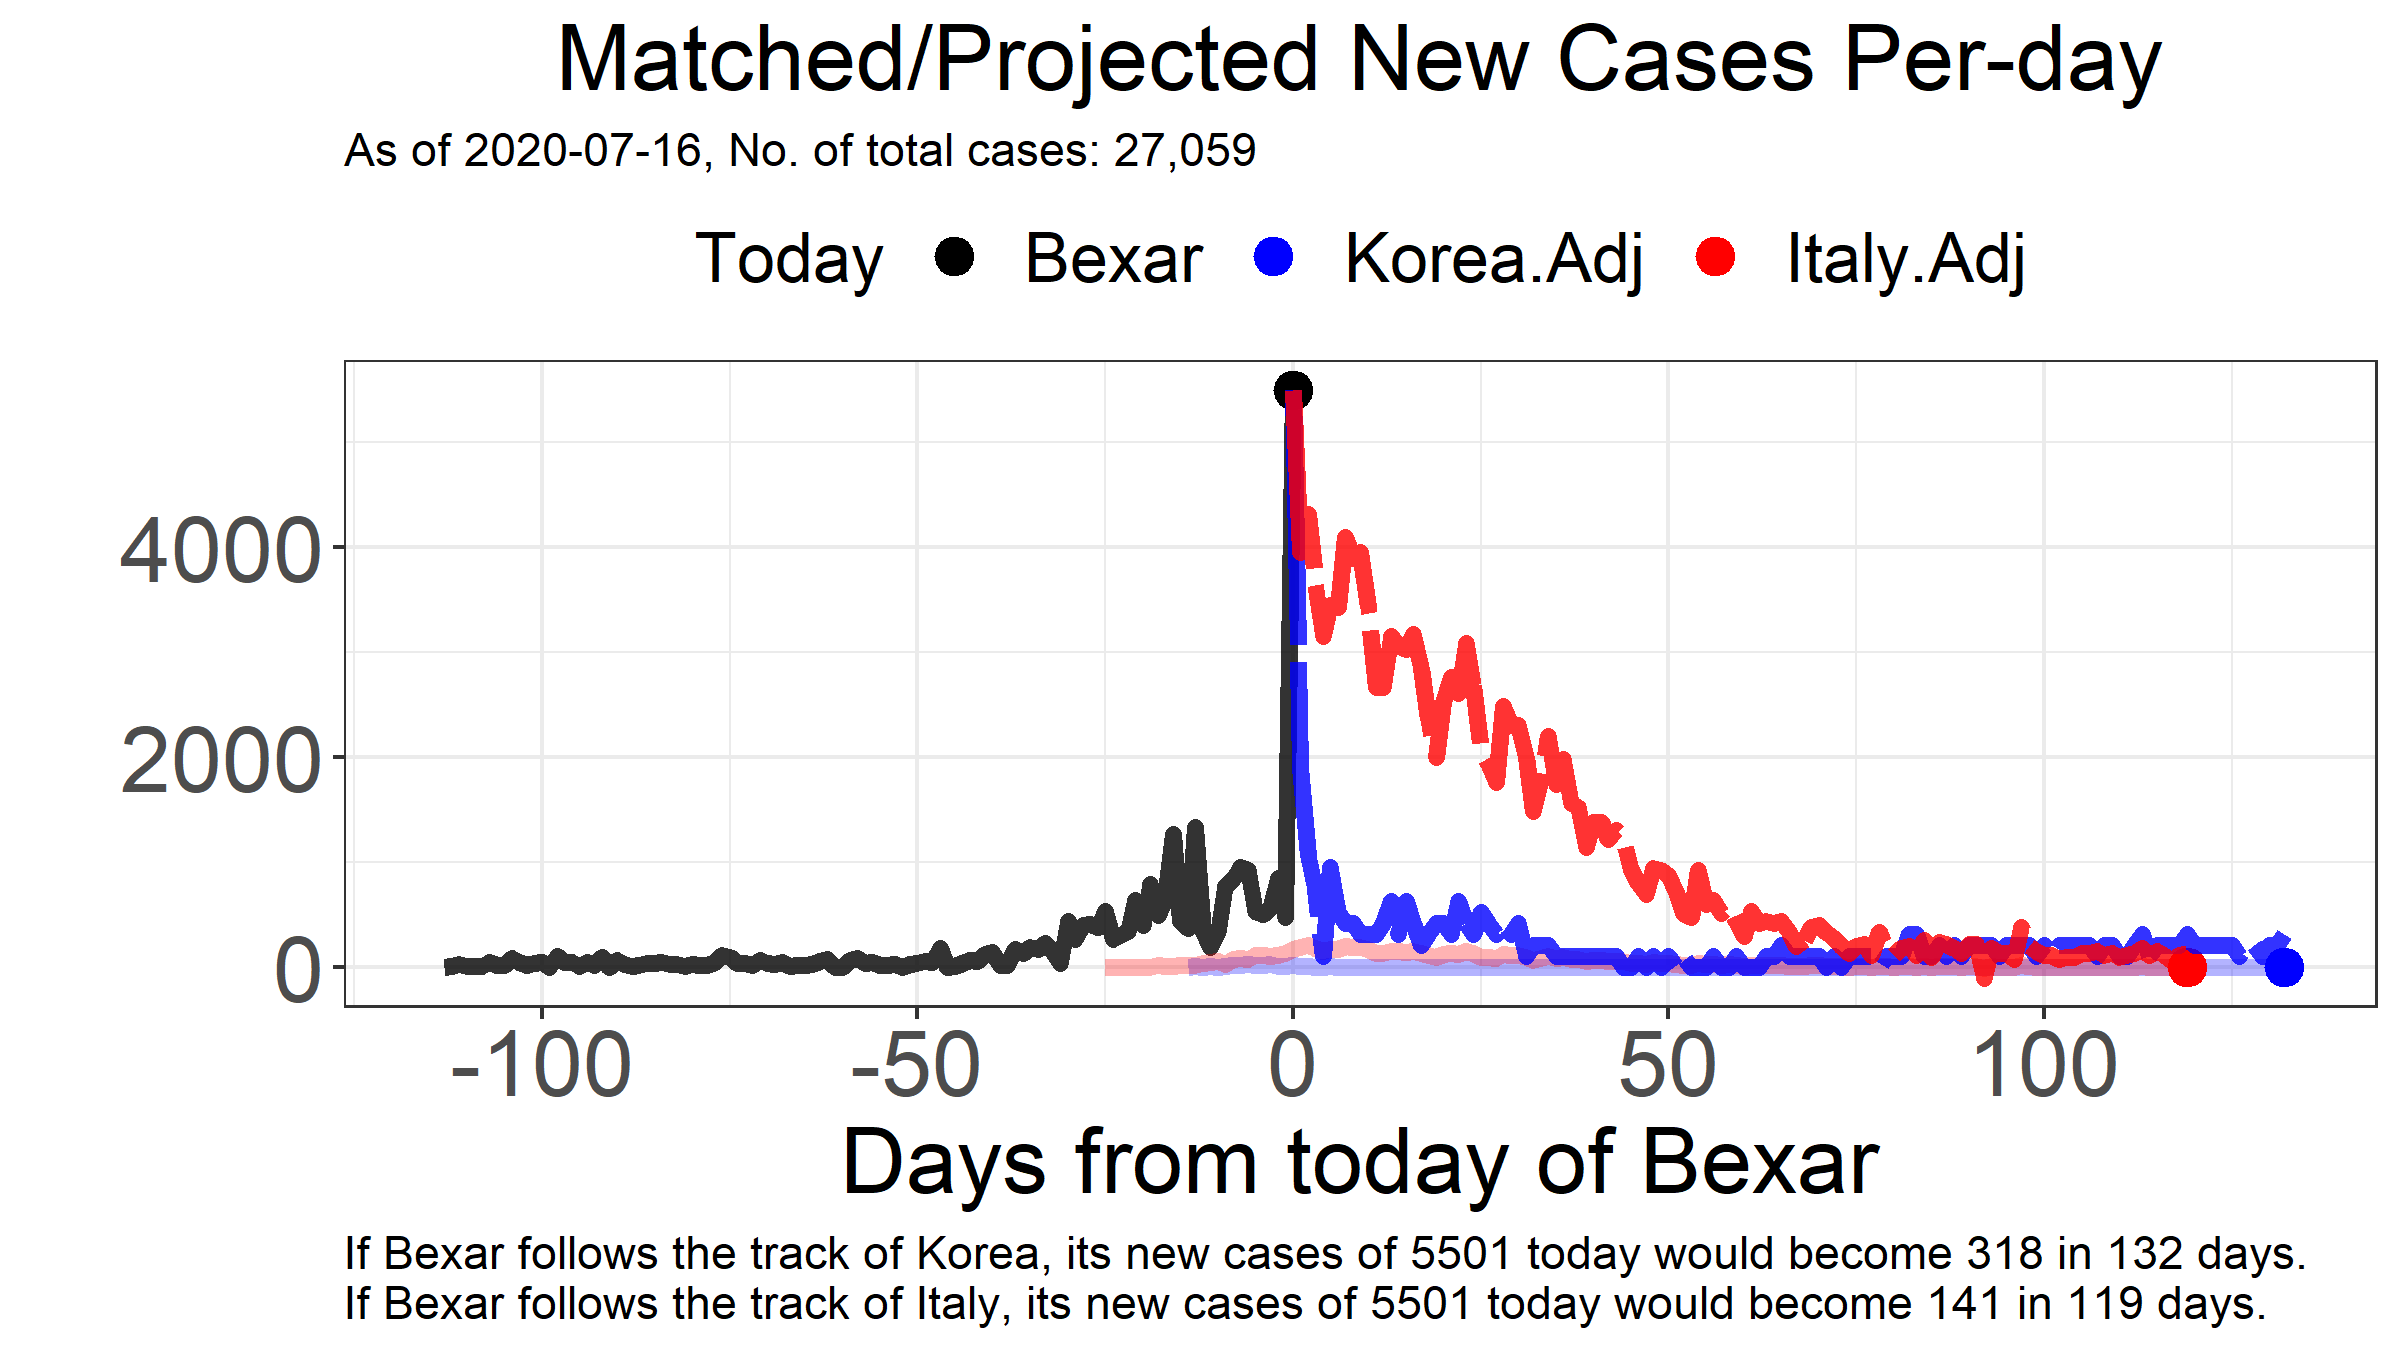 Matched/Projected New Cases Per-day
As of 2020-07-16, No. of total cases: 27,059
Today Bexar Korea.Adj Italy.Adj
4000
2000
0
-100 -50 0 50 100
Days from today of Bexar
If Bexar follows the track of Korea, its new cases of 5501 today would become 318 in 132 days.
If Bexar follows the track of Italy, its new cases of 5501 today would become 141 in 119 days.